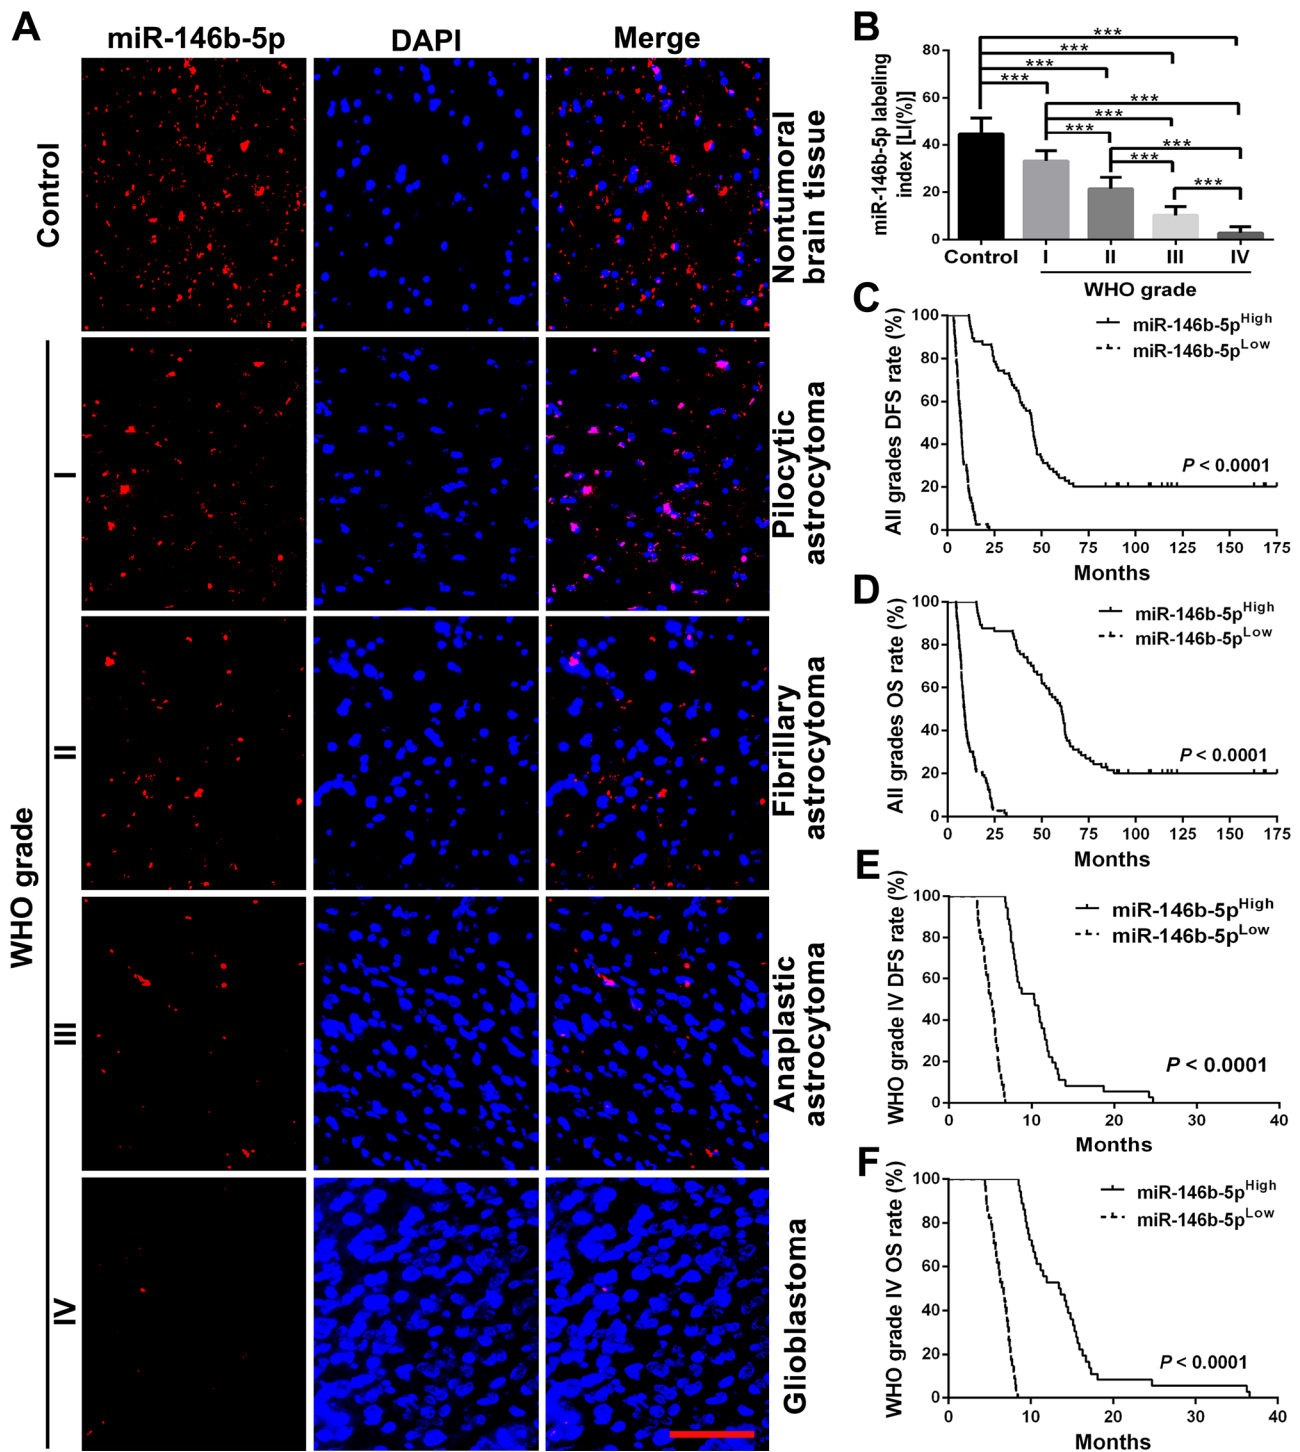 A
miR-146b-5p
DAPI
Merge
Control
Nontumoral
brain tissue
WHO grade
I
Pilocytic
astrocytoma
II
Fibrillary
astrocytoma
III
Anaplastic
astrocytoma
IV
Glioblastoma
B
miR-146b-5p labeling
index [LI(%)]
80
60
40
20
0
***
***
***
***
***
***
***
***
***
***
Control I II III IV
WHO grade
C
All grades DFS rate (%)
100
80
60
40
20
0
miR-146b-5pHigh
miR-146b-5pLow
P < 0.0001
0 25 50 75 100 125 150 175
Months
D
All grades OS rate (%)
100
80
60
40
20
0
miR-146b-5pHigh
miR-146b-5pLow
P < 0.0001
0 25 50 75 100 125 150 175
Months
E
WHO grade IV DFS rate (%)
100
80
60
40
20
0
miR-146b-5pHigh
miR-146b-5pLow
P < 0.0001
0 10 20 30 40
Months
F
WHO grade IV OS rate (%)
100
80
60
40
20
0
miR-146b-5pHigh
miR-146b-5pLow
P < 0.0001
0 10 20 30 40
Months